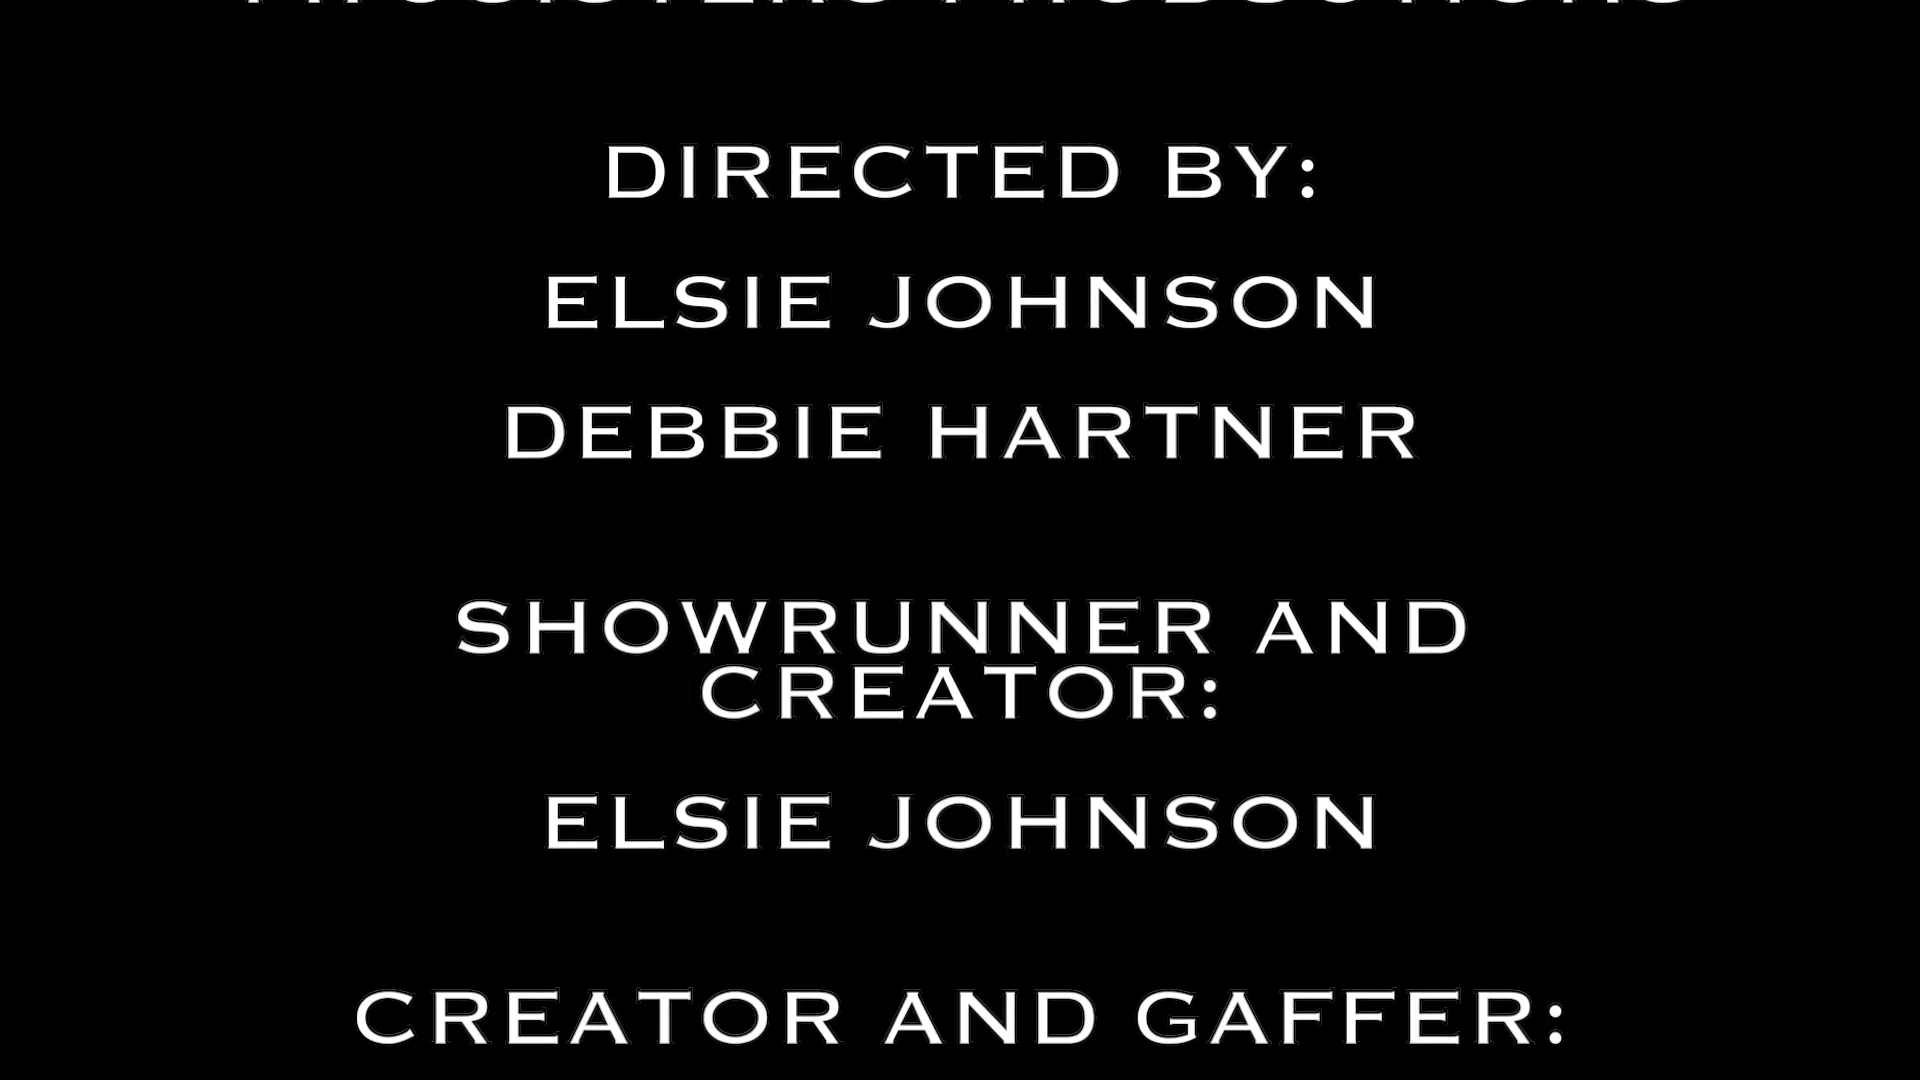 DIRECTED BY:
ELSIE JOHNSON
DEBBIE HARTNER
SHOWRUNNER AND
CREATOR:
ELSIE JOHNSON
CREATOR AND GAFFER: